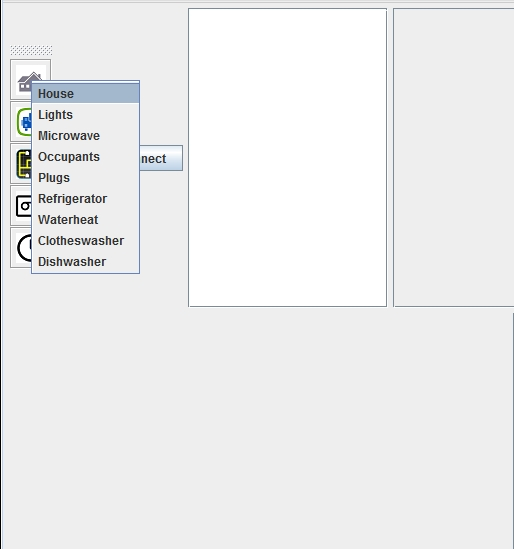 House
Lights
Microwave
Occupants
nect
Plugs
Refrigerator
Waterheat
Clotheswasher
Dishwasher